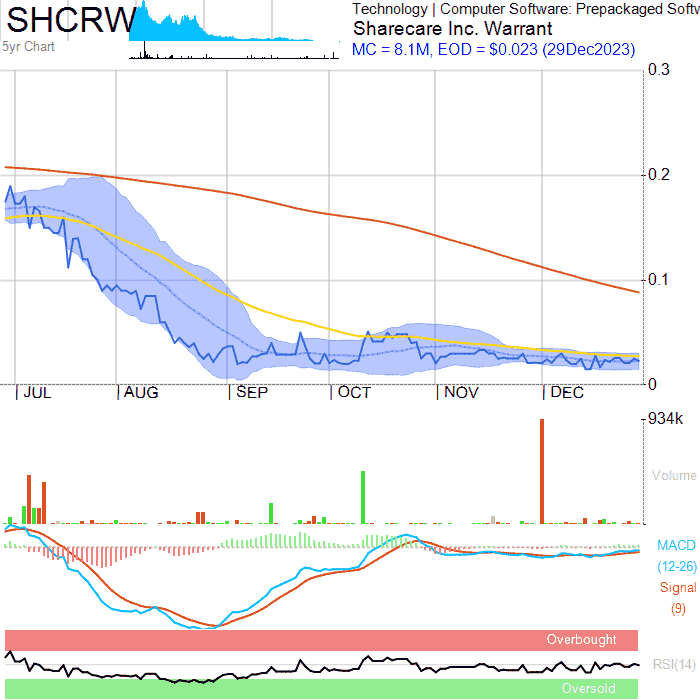 SHCRW
5yr Chart
Technology | Computer Software: Prepackaged Softw
Sharecare Inc. Warrant
MC = 8.1M, EOD = $0.023 (29Dec2023)
0.3
0.2
0.1
0
JUL AUG SEP OCT NOV DEC
934k
Volume
MACD
(12-26)
Signal
(9)
Overbought
RSI(14)
Oversold